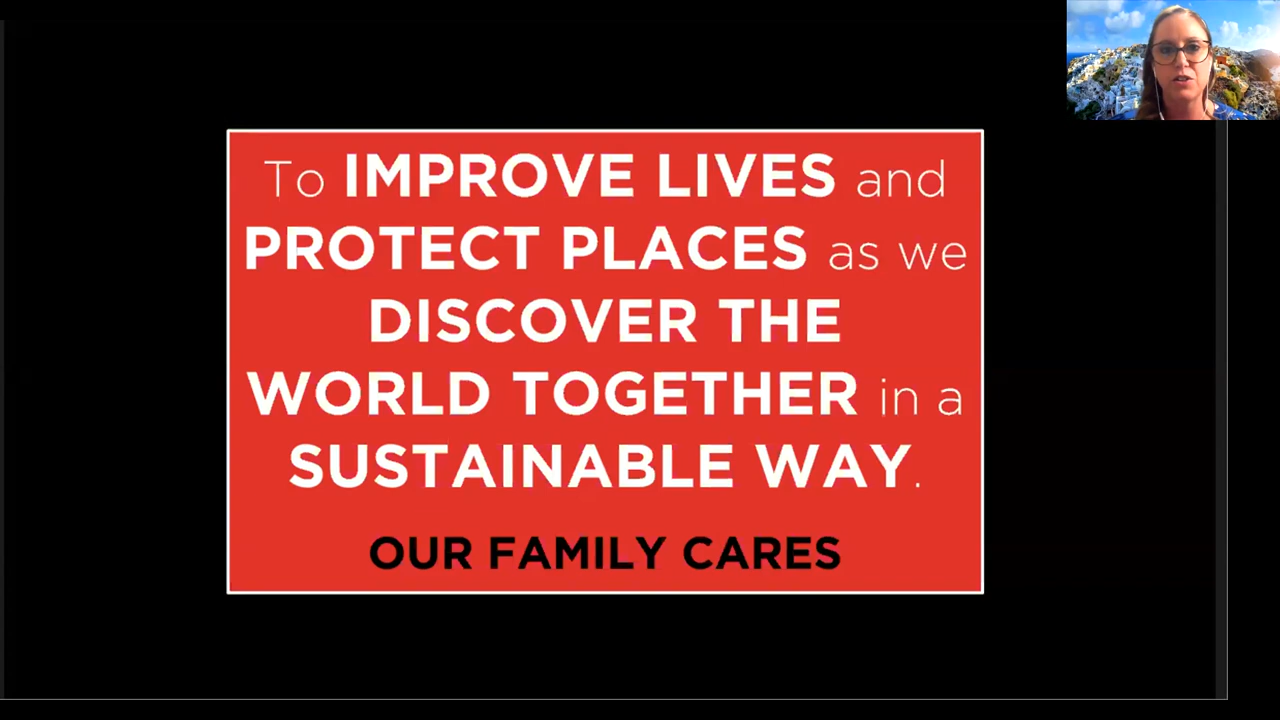 To IMPROVE LIVES and
PROTECT PLACES as we
DISCOVER THE
WORLD TOGETHER in a
SUSTAINABLE WAY.
OUR FAMILY CARES